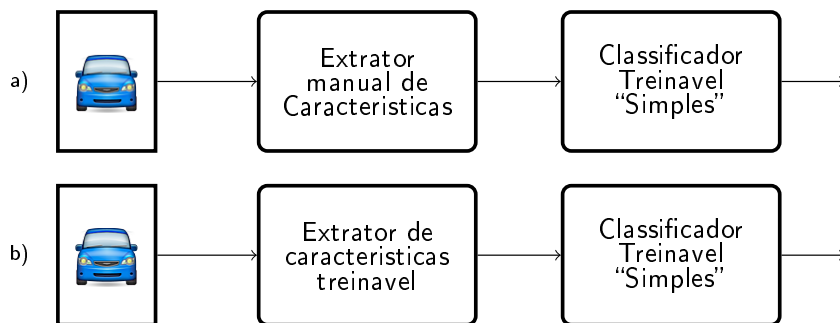 a)
Extrator
manual de
Caracteristicas
Classificador
Treinavel
“Simples”
b)
Extrator de
caracteristicas
treinavel
Classificador
Treinavel
“Simples”